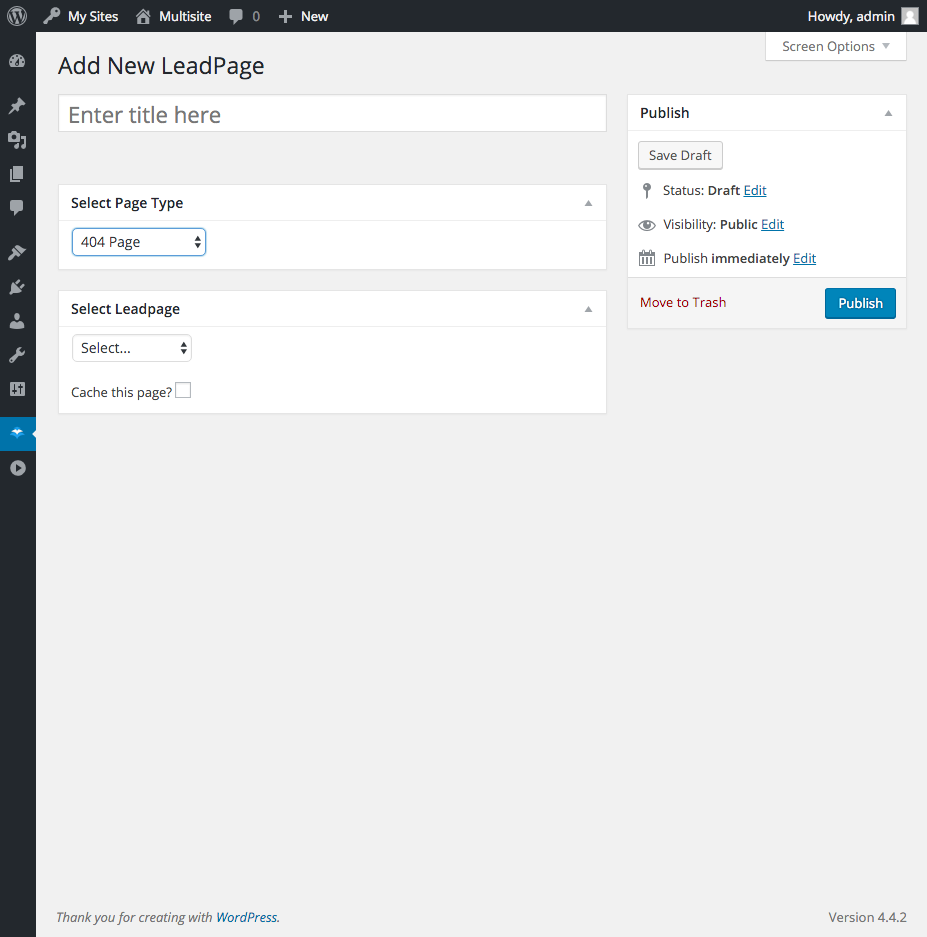 My Sites Multisite 0 New Howdy, admin
Screen Options
Add New LeadPage
Enter title here
Select Page Type
404 Page
Select Leadpage
Select...
Cache this page?
Publish
Save Draft
Status: Draft Edit
Visibility: Public Edit
Publish immediately Edit
Move to Trash Publish
Thank you for creating with WordPress. Version 4.4.2